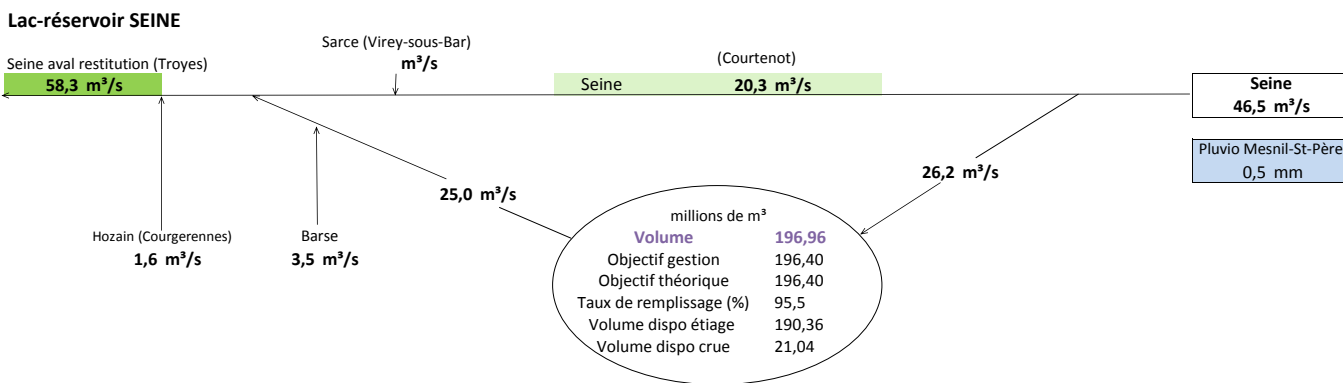 Lac-réservoir SEINE
Sarce (Virey-sous-Bar)
m³/s
Seine aval restitution (Troyes)
58,3 m³/s
(Courtenot)
Seine 20,3 m³/s
Seine
46,5 m³/s
Pluvio Mesnil-St-Père
0,5 mm
26,2 m³/s
25,0 m³/s
Hozain (Courgerennes)
1,6 m³/s
Barse
3,5 m³/s
millions de m³
Volume 196,96
Objectif gestion 196,40
Objectif théorique 196,40
Taux de remplissage (%) 95,5
Volume dispo étiage 190,36
Volume dispo crue 21,04